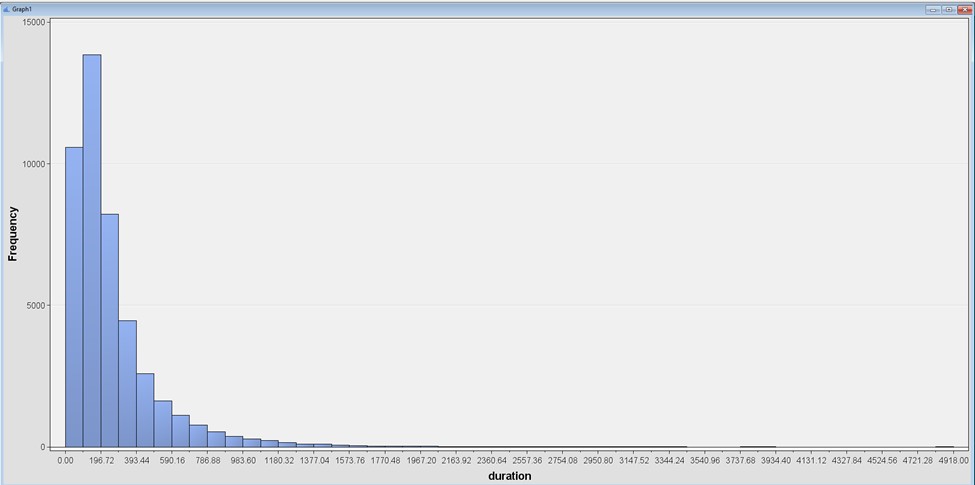 Graph1
15000
10000
5000
0
Frequency
0.00 196.72 393.44 590.16 786.88 983.60 1180.32 1377.04 1573.76 1770.48 1967.20 2163.92 2360.64 2557.36 2754.08 2950.80 3147.52 3344.24 3540.96 3737.68 3934.40 4131.12 4327.84 4524.56 4721.28 4918.00
duration